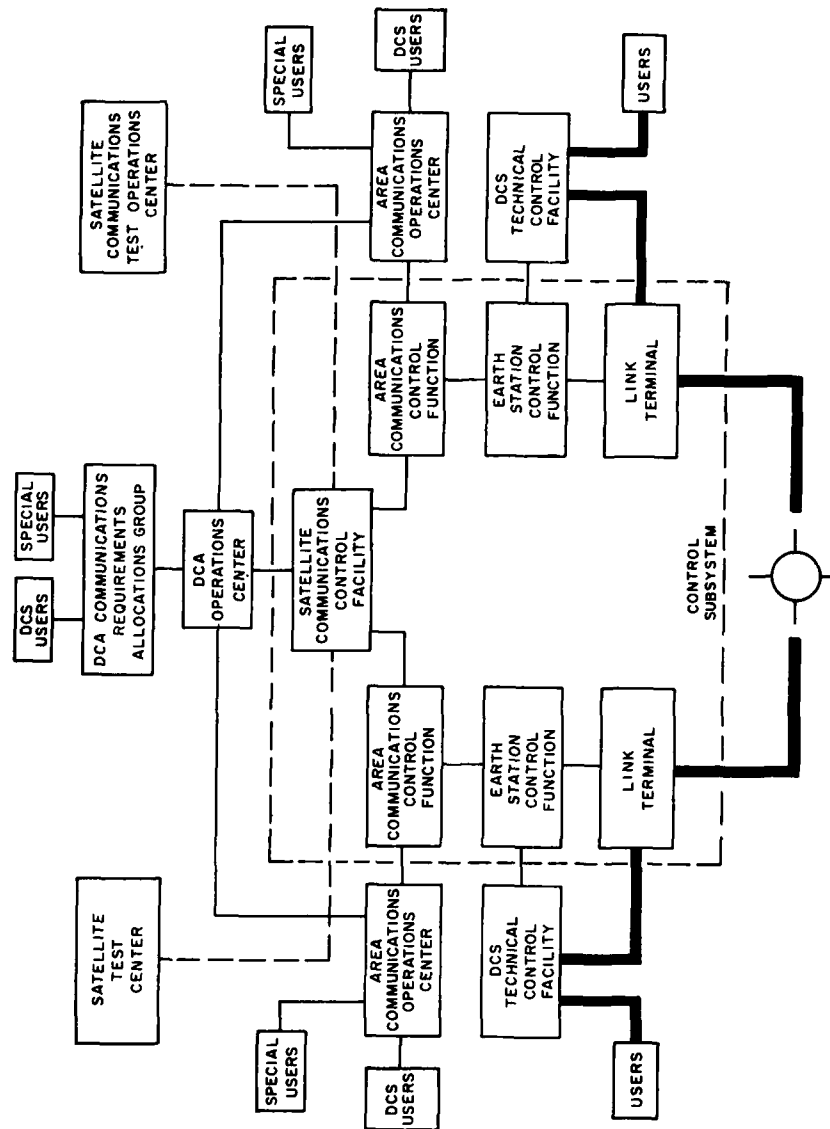 DCS
USERS
SPECIAL
USERS
DCA COMMUNICATIONS
REQUIREMENTS
ALLOCATIONS GROUP
SATELLITE
TEST
CENTER
SATELLITE
COMMUNICATIONS
TEST OPERATIONS
CENTER
DCA
OPERATIONS
CENTER
SPECIAL
USERS
DCS
USERS
AREA
COMMUNICATIONS
OPERATIONS
CENTER
AREA
COMMUNICATIONS
CONTROL
FUNCTION
SATELLITE
COMMUNICATIONS
CONTROL
FACILITY
AREA
COMMUNICATIONS
CONTROL
FUNCTION
AREA
COMMUNICATIONS
OPERATIONS
CENTER
SPECIAL
USERS
DCS
USERS
USERS
DCS
TECHNICAL
CONTROL
FACILITY
EARTH
STATION
CONTROL
FUNCTION
EARTH
STATION
CONTROL
FUNCTION
DCS
TECHNICAL
CONTROL
FACILITY
USERS
LINK
TERMINAL
LINK
TERMINAL
CONTROL
SUBSYSTEM